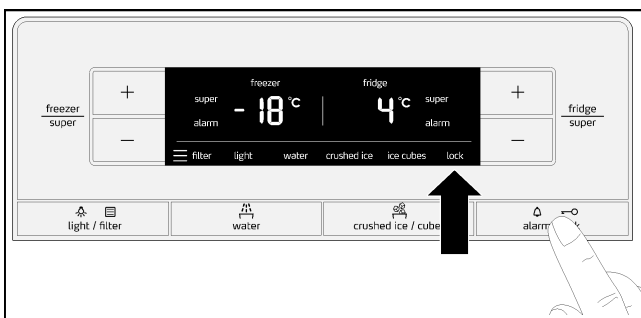 freezer fridge
super super
- 18 °C 4 °C
alarm alarm
filter light water crushed ice ice cubes lock
+ +
freezer fridge
super super
− −
light / filter water crushed ice / cube alarm